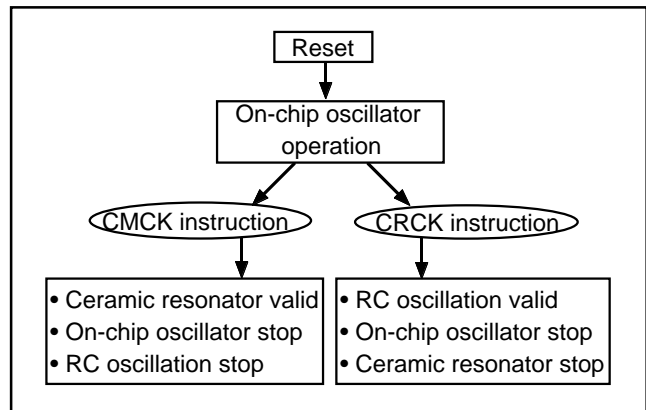 Reset
On-chip oscillator
operation
CMCK instruction
CRCK instruction
• Ceramic resonator valid
• On-chip oscillator stop
• RC oscillation stop
• RC oscillation valid
• On-chip oscillator stop
• Ceramic resonator stop